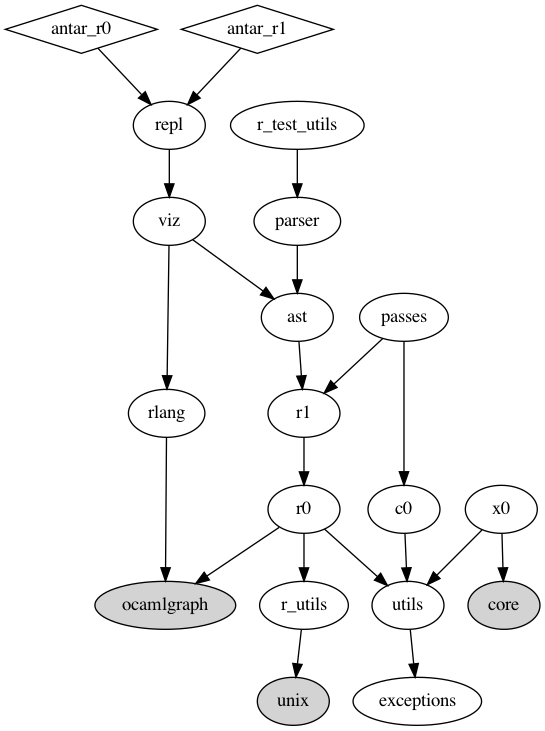 antar_r0
antar_r1
repl
r_test_utils
viz
parser
ast
passes
rlang
r1
r0
c0
x0
ocamlgraph
r_utils
utils
core
unix
exceptions